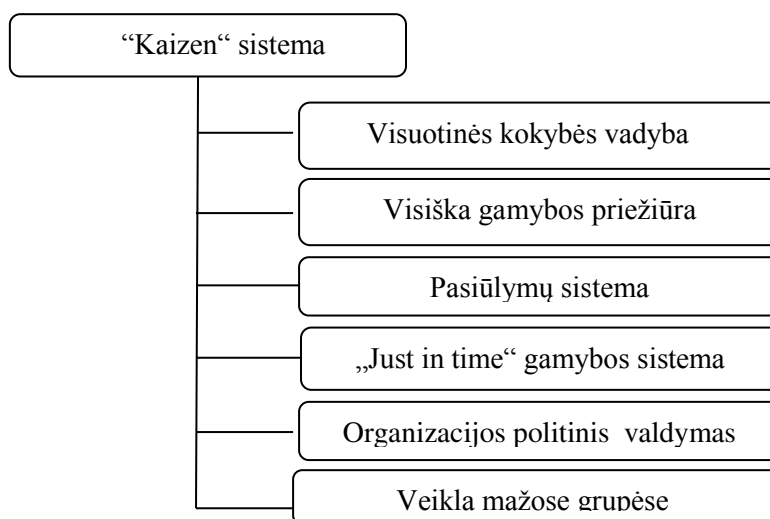 “Kaizen“ sistema
Visuotinės kokybės vadyba
Visiška gamybos priežiūra
Pasiūlymų sistema
„Just in time“ gamybos sistema
Organizacijos politinis valdymas
Veikla mažose grupėse